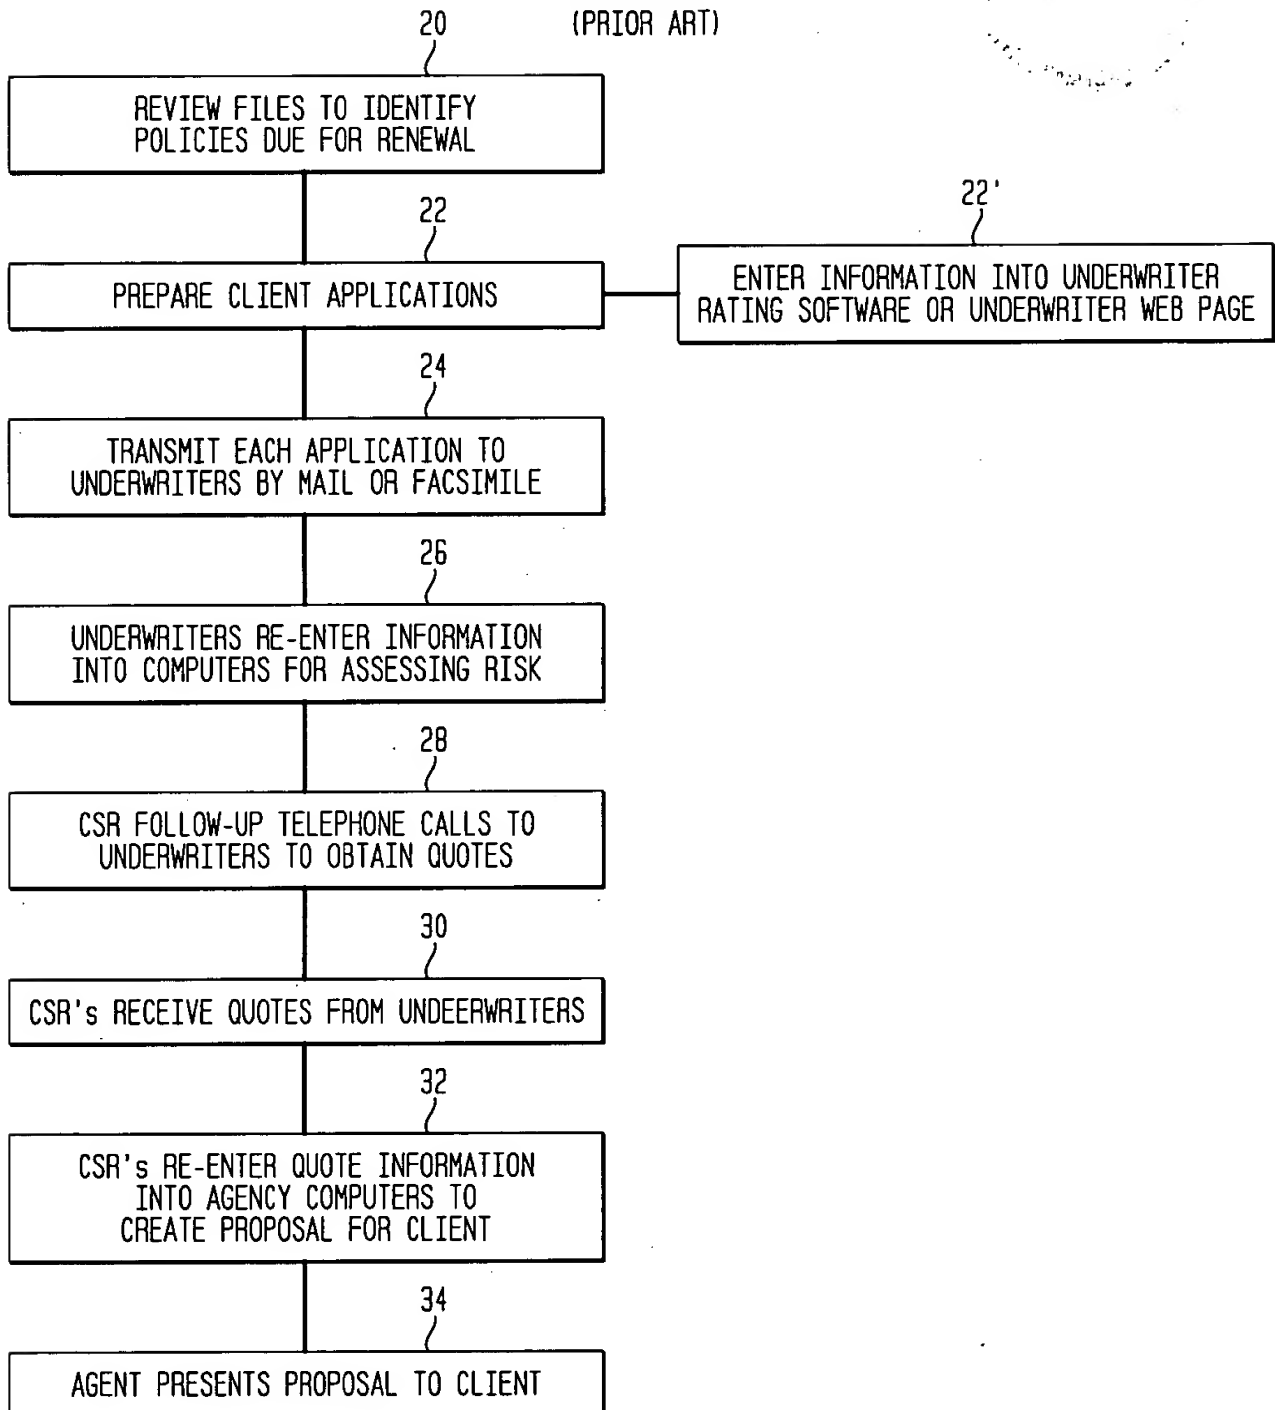 20 (PRIOR ART)
REVIEW FILES TO IDENTIFY
POLICIES DUE FOR RENEWAL
22
PREPARE CLIENT APPLICATIONS
22'
ENTER INFORMATION INTO UNDERWRITER
RATING SOFTWARE OR UNDERWRITER WEB PAGE
24
TRANSMIT EACH APPLICATION TO
UNDERWRITERS BY MAIL OR FACSIMILE
26
UNDERWRITERS RE-ENTER INFORMATION
INTO COMPUTERS FOR ASSESSING RISK
28
CSR FOLLOW-UP TELEPHONE CALLS TO
UNDERWRITERS TO OBTAIN QUOTES
30
CSR's RECEIVE QUOTES FROM UNDEERWRITERS
32
CSR's RE-ENTER QUOTE INFORMATION
INTO AGENCY COMPUTERS TO
CREATE PROPOSAL FOR CLIENT
34
AGENT PRESENTS PROPOSAL TO CLIENT